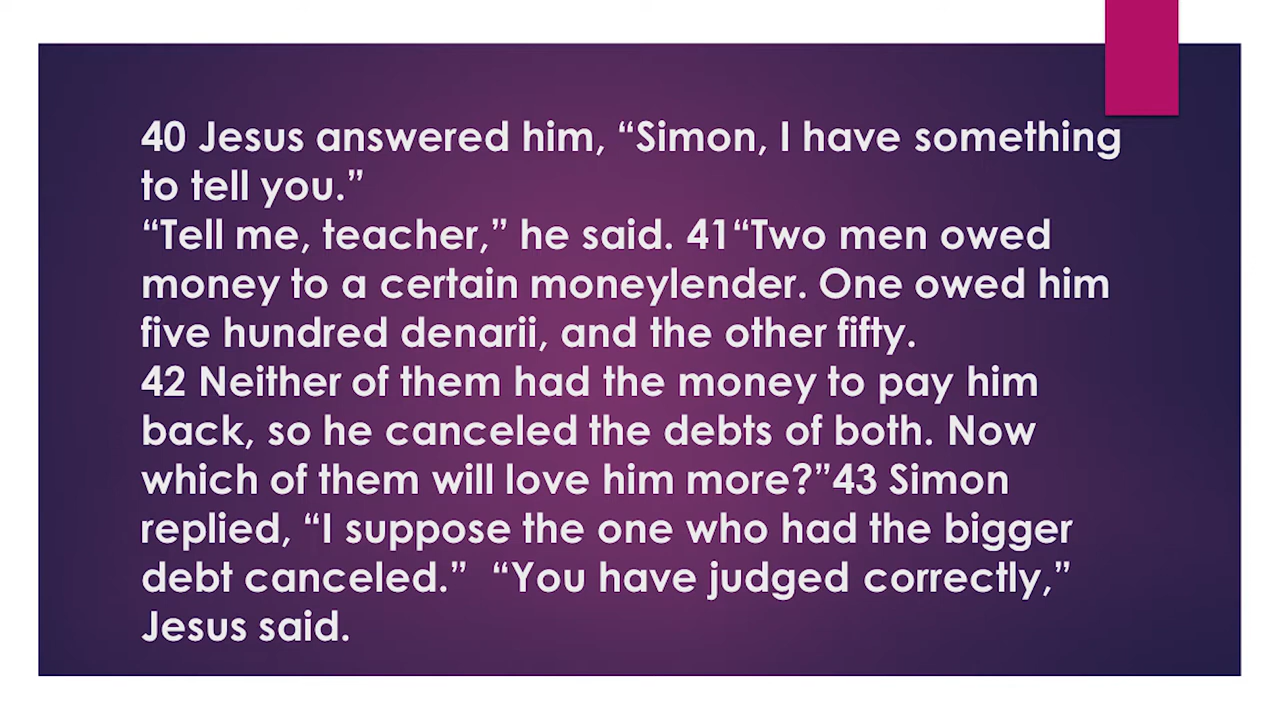 40 Jesus answered him, “Simon, I have something
to tell you.”
“Tell me, teacher,” he said. 41“Two men owed
money to a certain moneylender. One owed him
five hundred denarii, and the other fifty.
42 Neither of them had the money to pay him
back, so he canceled the debts of both. Now
which of them will love him more?”43 Simon
replied, “I suppose the one who had the bigger
debt canceled.”  “You have judged correctly,”
Jesus said.